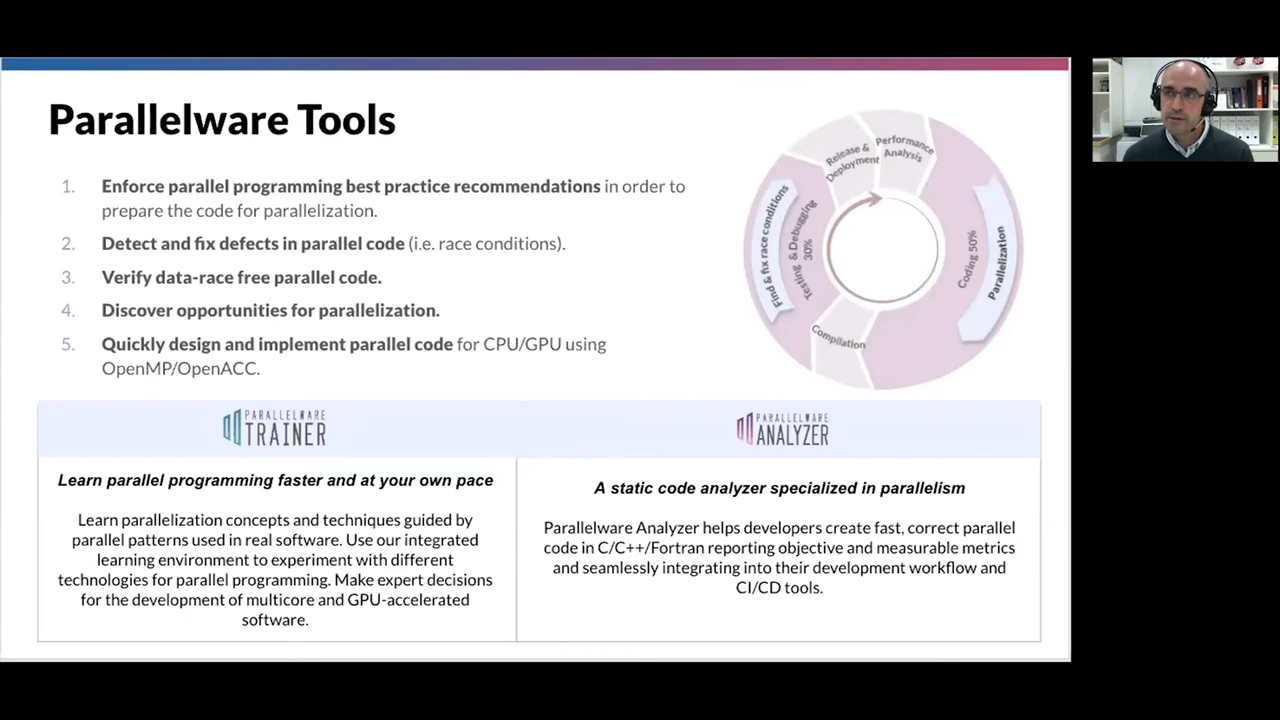 Parallelware Tools
1. Enforce parallel programming best practice recommendations in order to
prepare the code for parallelization.
2. Detect and fix defects in parallel code (i.e. race conditions).
3. Verify data-race free parallel code.
4. Discover opportunities for parallelization.
5. Quickly design and implement parallel code for CPU/GPU using
OpenMP/OpenACC.
Release &
Deployment
Performance
Analysis
Find & fix race conditions
Testing & Debugging
30%
Coding 50%
Parallelization
Compilation
PARALLELWARE
TRAINER
PARALLELWARE
ANALYZER
Learn parallel programming faster and at your own pace
Learn parallelization concepts and techniques guided by
parallel patterns used in real software. Use our integrated
learning environment to experiment with different
technologies for parallel programming. Make expert decisions
for the development of multicore and GPU-accelerated
software.
A static code analyzer specialized in parallelism
Parallelware Analyzer helps developers create fast, correct parallel
code in C/C++/Fortran reporting objective and measurable metrics
and seamlessly integrating into their development workflow and
CI/CD tools.